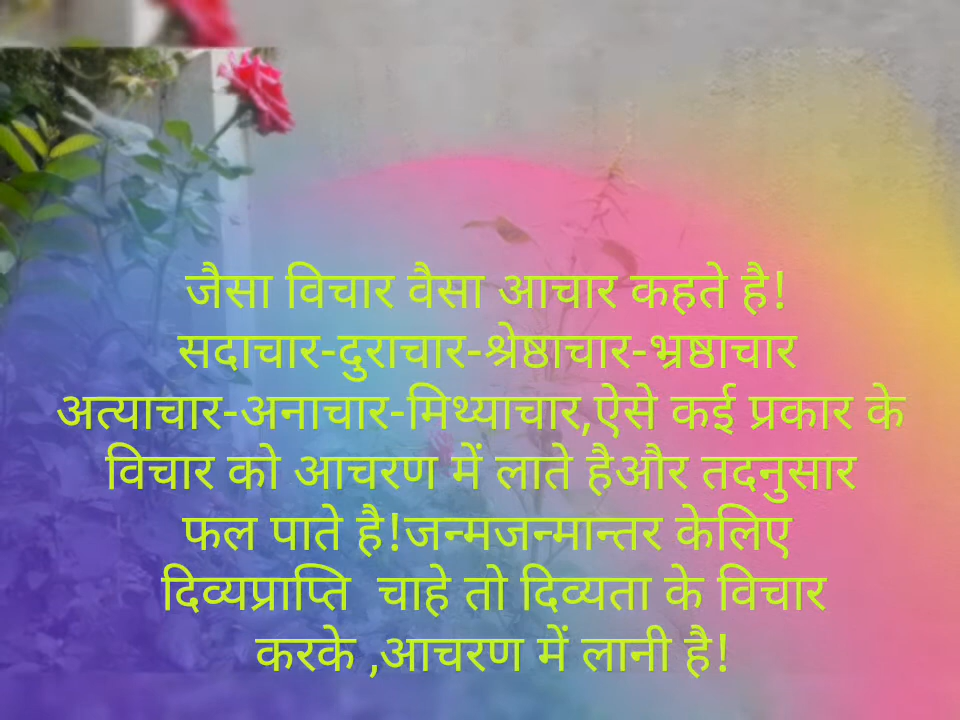 जैसा विचार वैसा आचार कहते है!
सदाचार-दुराचार-श्रेष्ठाचार-भ्रष्ठाचार
अत्याचार-अनाचार-मिथ्याचार,ऐसे कई प्रकार के
विचार को आचरण में लाते हैऔर तदनुसार
फल पाते है!जन्मजन्मान्तर केलिए
दिव्यप्राप्ति चाहे तो दिव्यता के विचार
करके ,आचरण में लानी है!